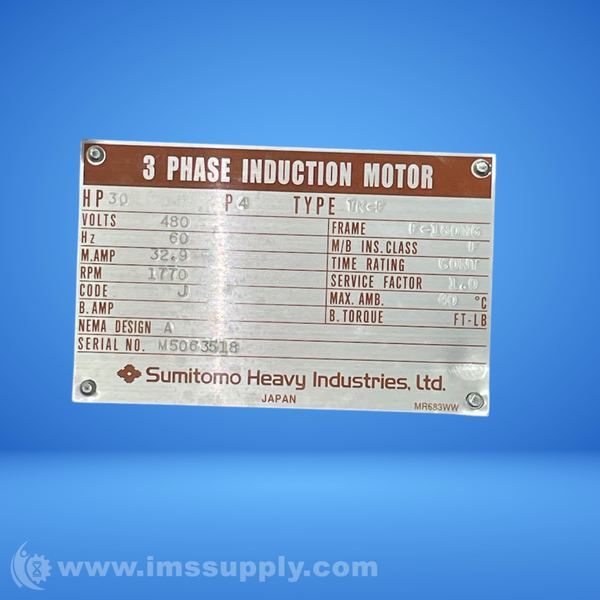 3 PHASE INDUCTION MOTOR
HP 30 P 4 TYPE
VOLTS 480
Hz 60
M.AMP 32.9
RPM 1770
CODE J
B.AMP
NEMA DESIGN A
SERIAL NO. M5063518
FRAME
M/B INS.CLASS F
TIME RATING CONT
SERVICE FACTOR 1.0
MAX. AMB. 40 °C
B.TORQUE FT-LB
Sumitomo Heavy Industries, Ltd.
JAPAN
MR683WW
www.imssupply.com